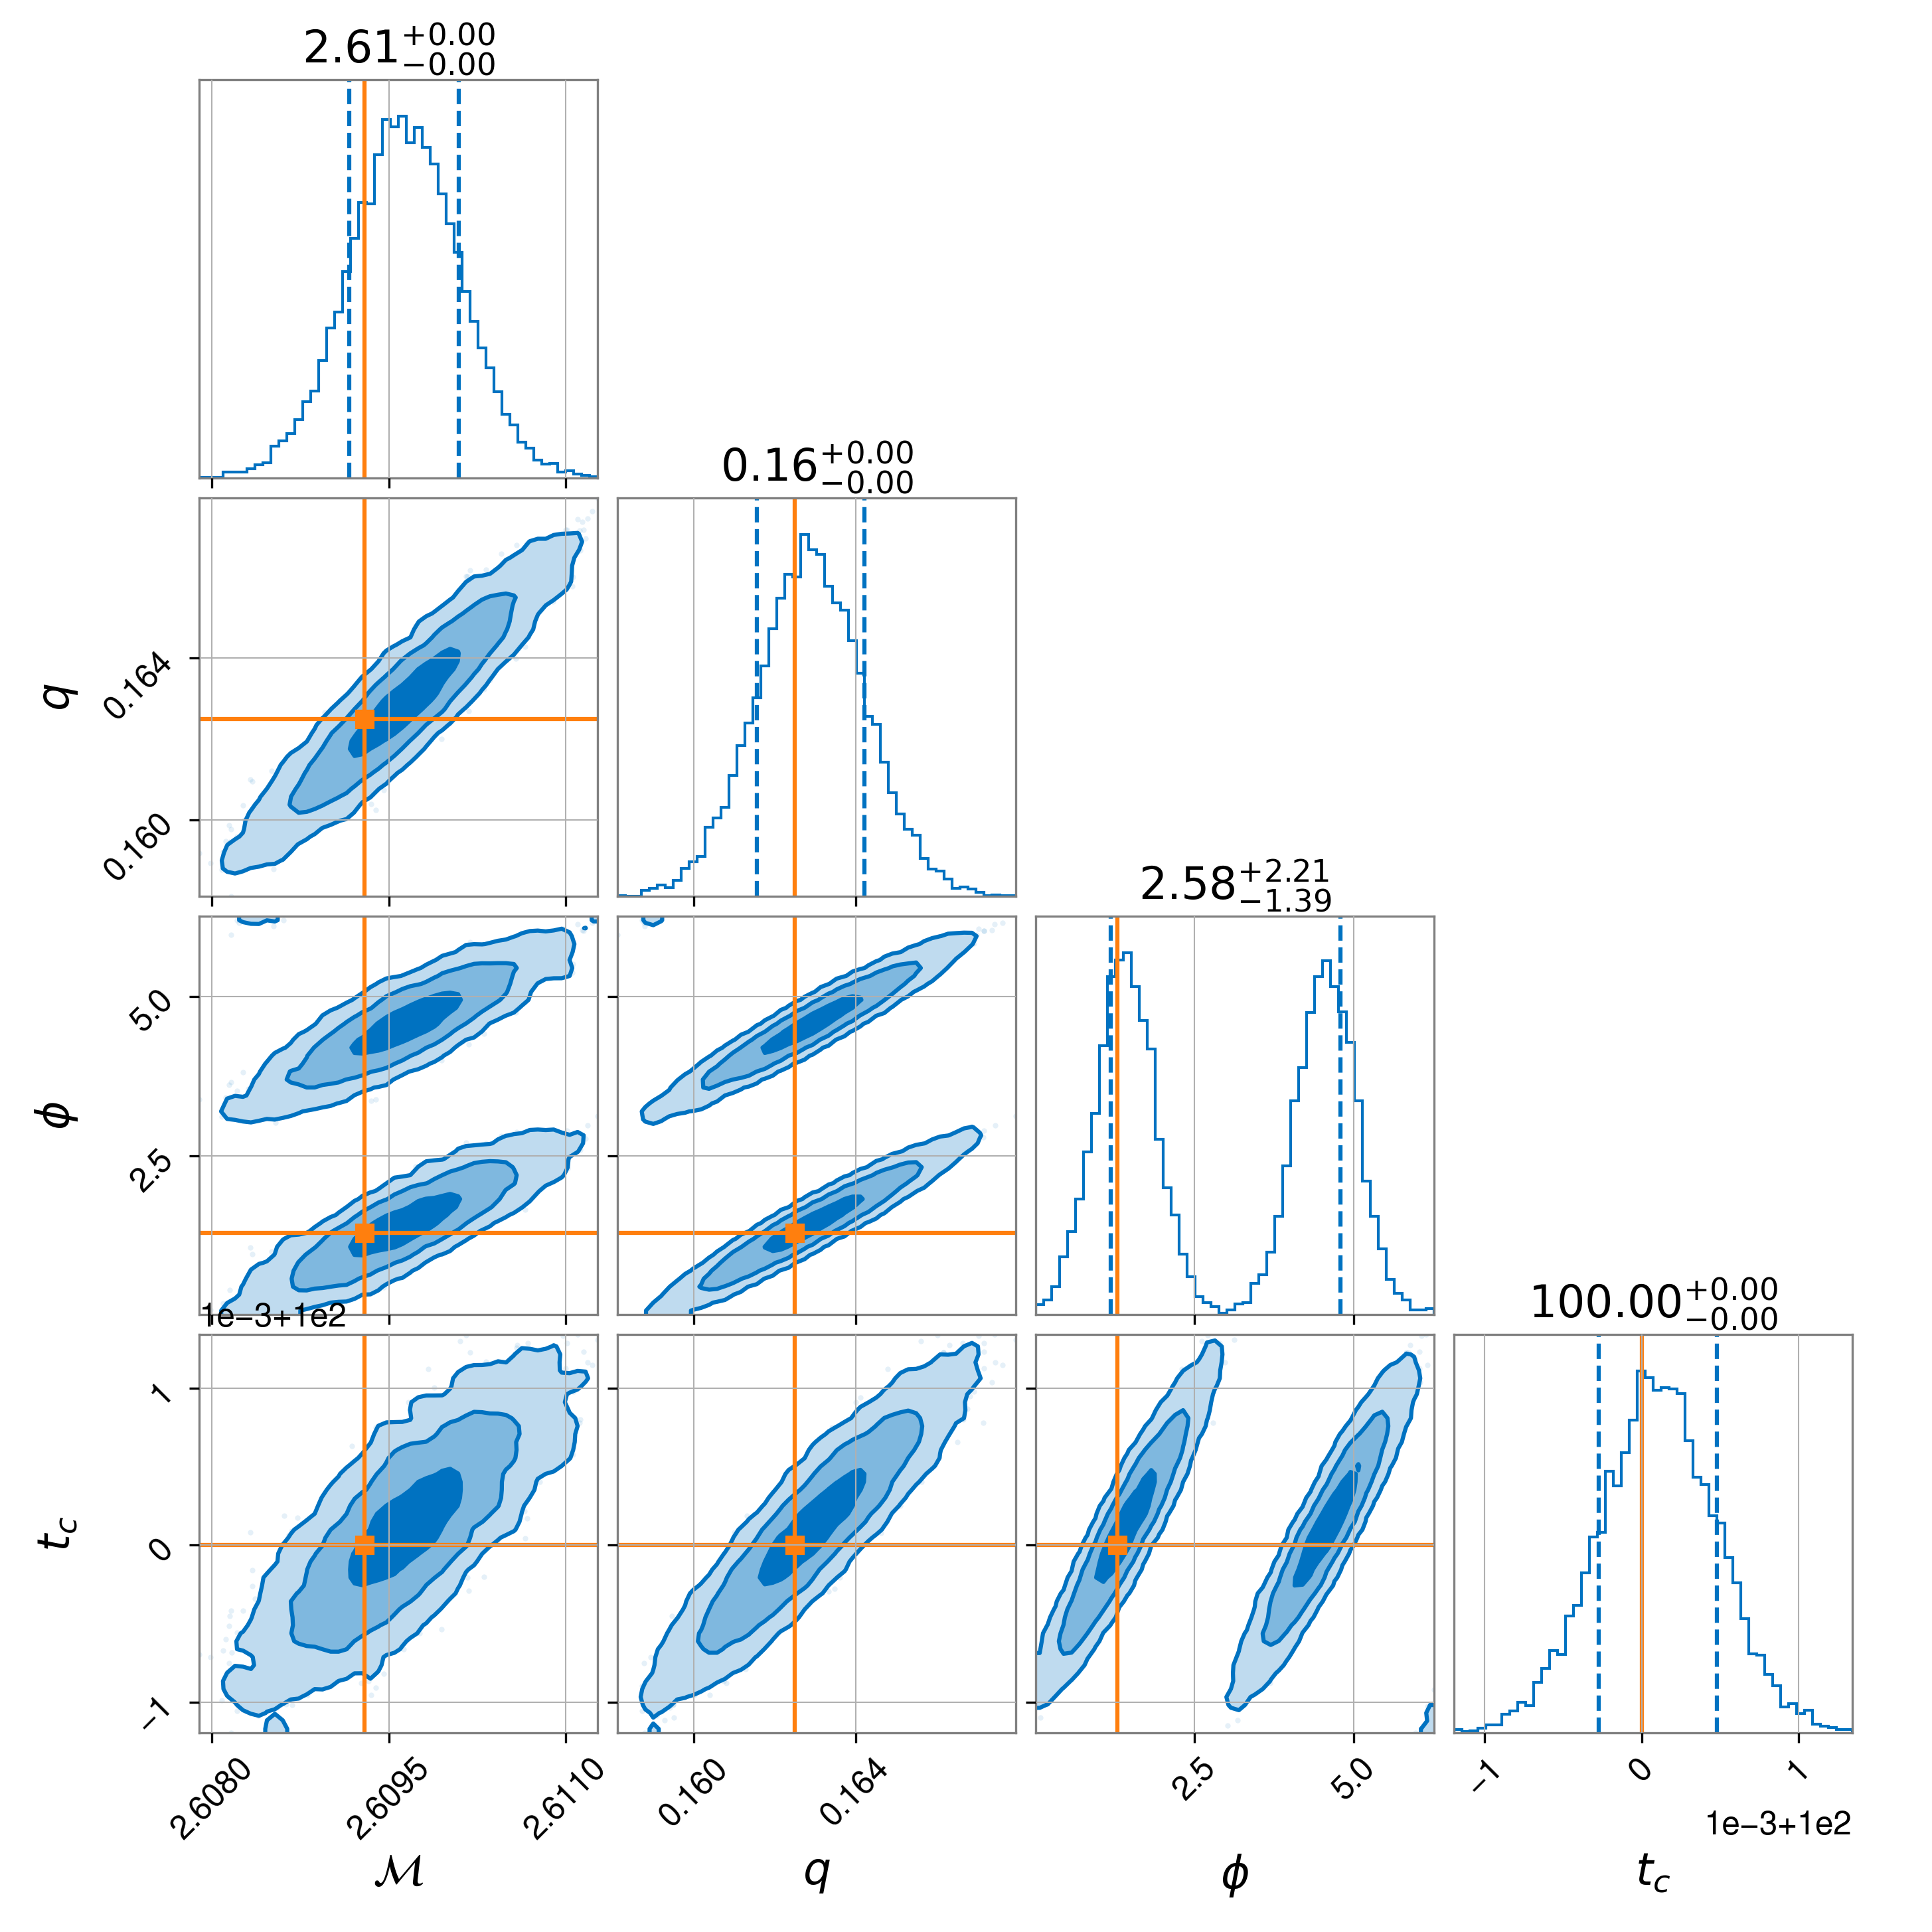 2.61+0.00−0.00
0.16+0.00−0.00
q
0.164
0.160
2.58+2.21−1.39
ϕ
5.0
2.5
100.00+0.00−0.00
1e−3+1e2
t_c
1
0
−1
2.6080 2.6095 2.6110 0.160 0.164 2.5 5.0 −1 0 1
1e−3+1e2
ℳ q ϕ t_c